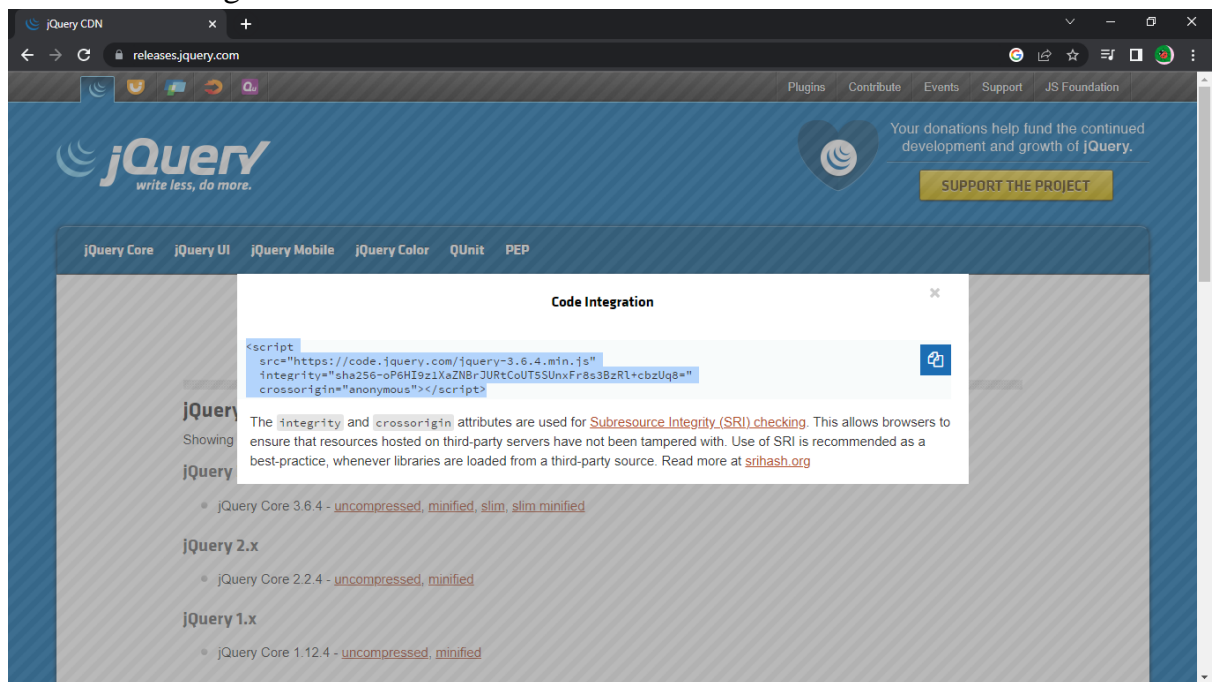 jQuery CDN
releases.jquery.com
Plugins Contribute Events Support JS Foundation
jQuery
write less, do more.
Your donations help fund the continued
development and growth of jQuery.
SUPPORT THE PROJECT
jQuery Core jQuery UI jQuery Mobile jQuery Color QUnit PEP
Code Integration
<script
src="https://code.jquery.com/jquery-3.6.4.min.js"
integrity="sha256-oP6HI9z1XaZNBrJURtCoUT5SUnxFr8s3BzRl+cbzUq8="
crossorigin="anonymous"></script>
The integrity and crossorigin attributes are used for Subresource Integrity (SRI) checking. This allows browsers to
ensure that resources hosted on third-party servers have not been tampered with. Use of SRI is recommended as a
best-practice, whenever libraries are loaded from a third-party source. Read more at srihash.org
jQuery
Showing
jQuery
jQuery Core 3.6.4 - uncompressed, minified, slim, slim minified
jQuery 2.x
jQuery Core 2.2.4 - uncompressed, minified
jQuery 1.x
jQuery Core 1.12.4 - uncompressed, minified